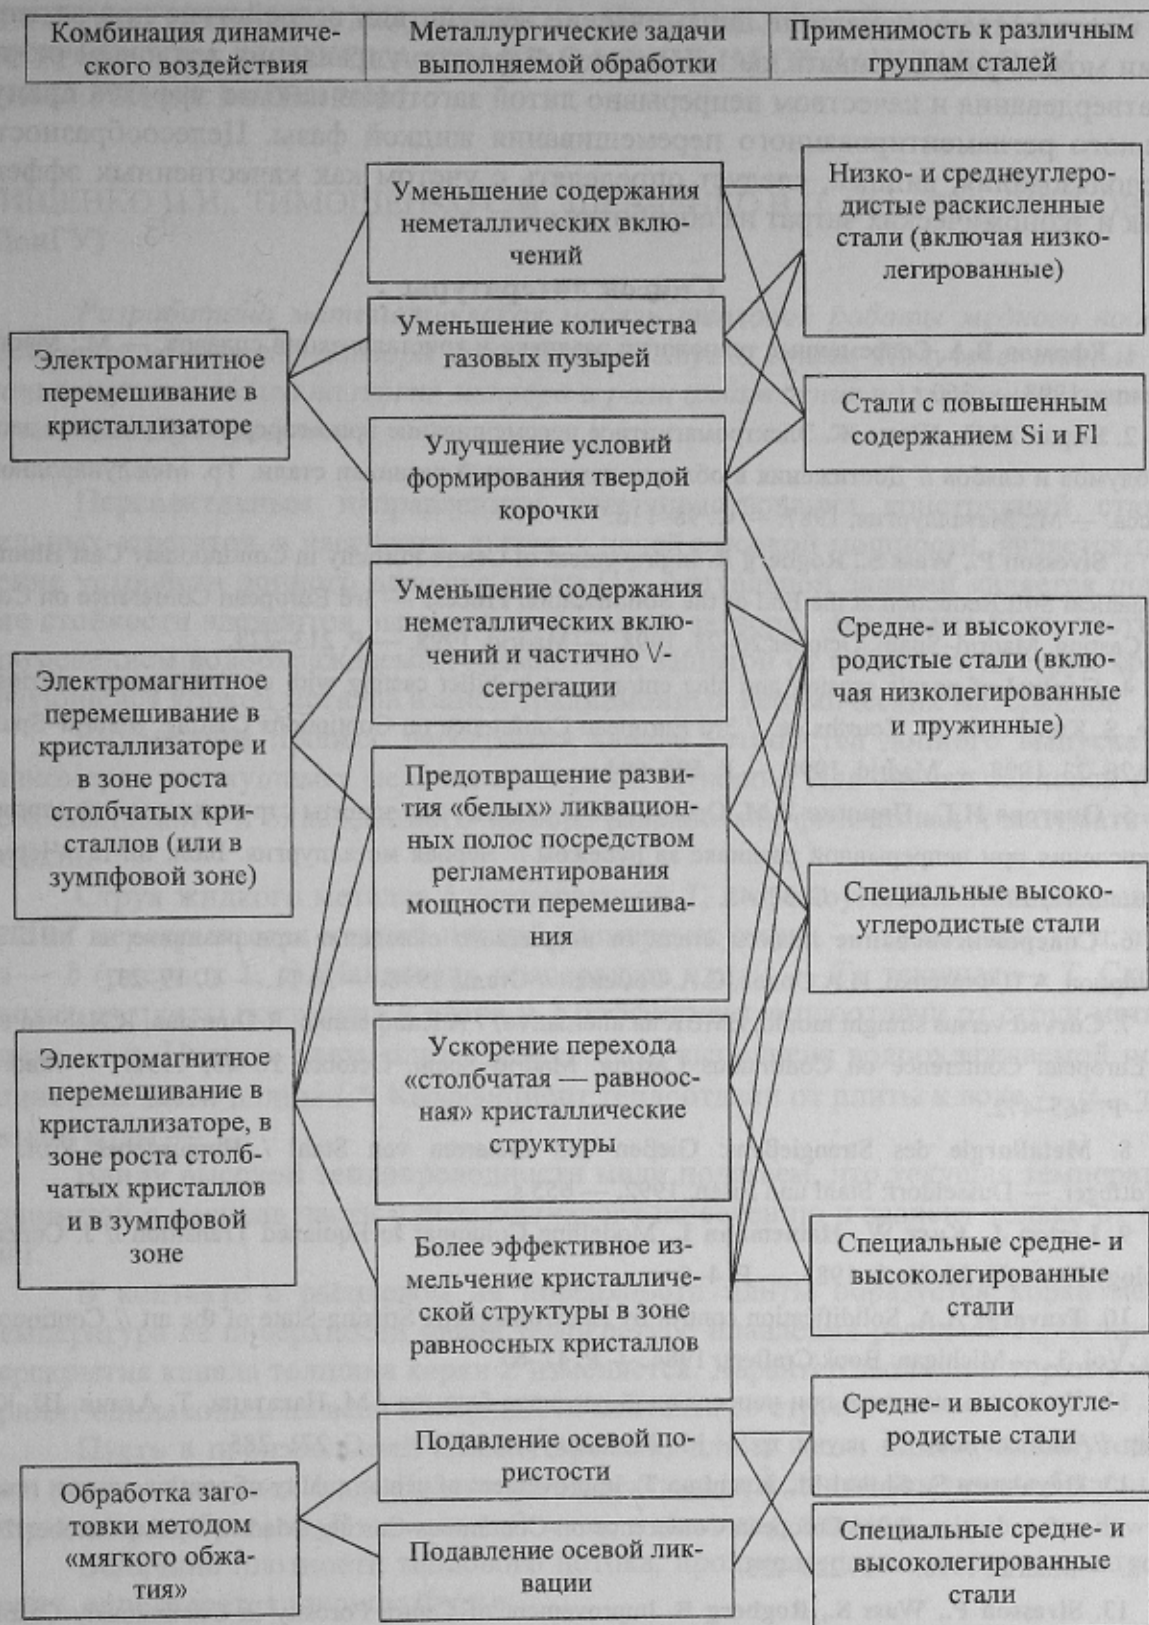 Комбинация динамиче-
ского воздействия
Металлургические задачи
выполняемой обработки
Применимость к различным
группам сталей
Электромагнитное
перемешивание в
кристаллизаторе
Электромагнитное
перемешивание в
кристаллизаторе и
в зоне роста
столбчатых кри-
сталлов (или в
зумпфовой зоне)
Электромагнитное
перемешивание в
кристаллизаторе, в
зоне роста столб-
чатых кристаллов
и в зумпфовой
зоне
Обработка заго-
товки методом
«мягкого обжа-
тия»
Уменьшение содержания
неметаллических вклю-
чений
Уменьшение количества
газовых пузырей
Улучшение условий
формирования твердой
корочки
Уменьшение содержания
неметаллических вклю-
чений и частично V-
сегрегации
Предотвращение разви-
тия «белых» ликвацион-
ных полос посредством
регламентирования
мощности перемешива-
ния
Ускорение перехода
«столбчатая — равноос-
ная» кристаллические
структуры
Более эффективное из-
мельчение кристалличе-
ской структуры в зоне
равноосных кристаллов
Подавление осевой по-
ристости
Подавление осевой лик-
вации
Низко- и среднеуглеро-
дистые раскисленные
стали (включая низко-
легированные)
Стали с повышенным
содержанием Si и Fl
Средне- и высокоугле-
родистые стали (вклю-
чая низколегированные
и пружинные)
Специальные высоко-
углеродистые стали
Специальные средне- и
высоколегированные
стали
Средне- и высокоугле-
родистые стали
Специальные средне- и
высоколегированные
стали